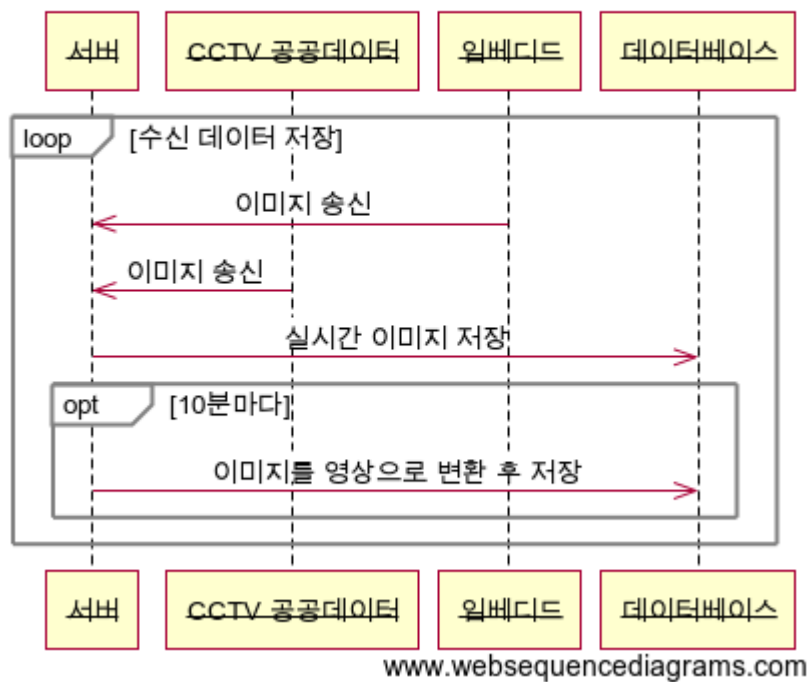 서버 CCTV 공공데이터 임베디드 데이터베이스
loop [수신 데이터 저장]
이미지 송신
이미지 송신
실시간 이미지 저장
opt [10분마다]
이미지를 영상으로 변환 후 저장
서버 CCTV 공공데이터 임베디드 데이터베이스
www.websequencediagrams.com